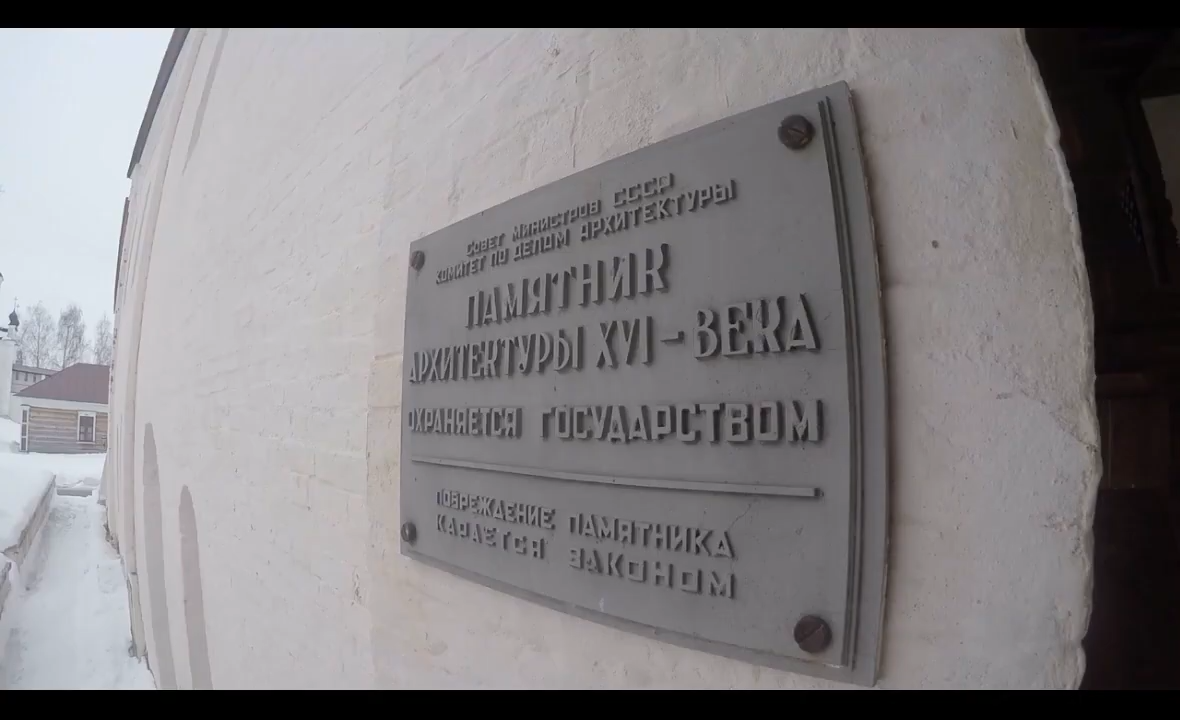 СОВЕТ МИНИСТРОВ СССР
КОМИТЕТ ПО ДЕЛАМ АРХИТЕКТУРЫ
ПАМЯТНИК
АРХИТЕКТУРЫ XVI – ВЕКА
ОХРАНЯЕТСЯ ГОСУДАРСТВОМ
ПОВРЕЖДЕНИЕ ПАМЯТНИКА
КАРАЕТСЯ ЗАКОНОМ